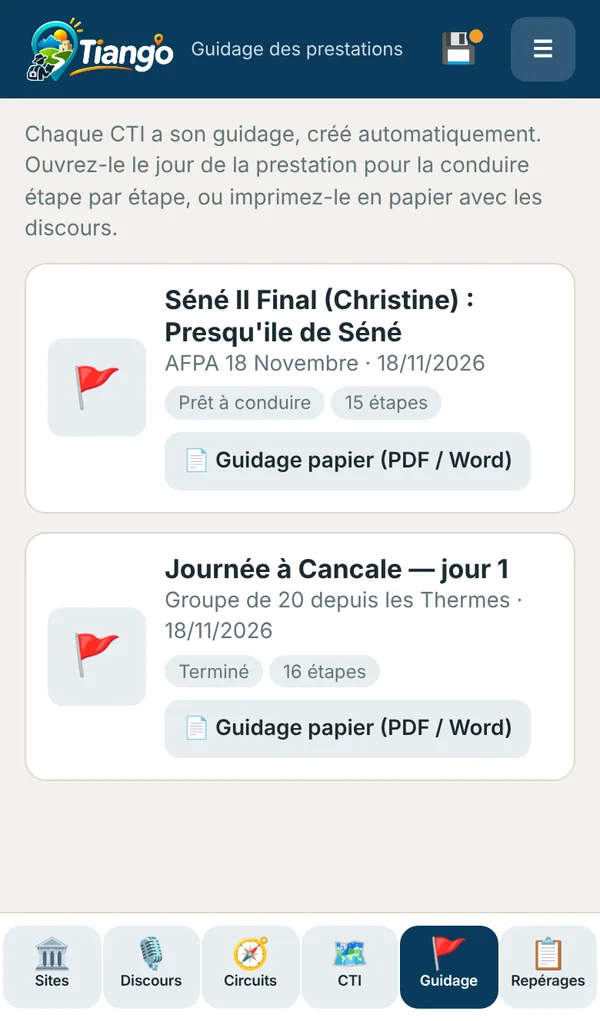 Tiango
Guidage des prestations
Chaque CTI a son guidage, créé automatiquement.
Ouvrez-le le jour de la prestation pour la conduire
étape par étape, ou imprimez-le en papier avec les
discours.
Séné II Final (Christine) :
Presqu'ile de Séné
AFPA 18 Novembre · 18/11/2026
Prêt à conduire
15 étapes
Guidage papier (PDF / Word)
Journée à Cancale — jour 1
Groupe de 20 depuis les Thermes ·
18/11/2026
Terminé
16 étapes
Guidage papier (PDF / Word)
Sites
Discours
Circuits
CTI
Guidage
Repérages